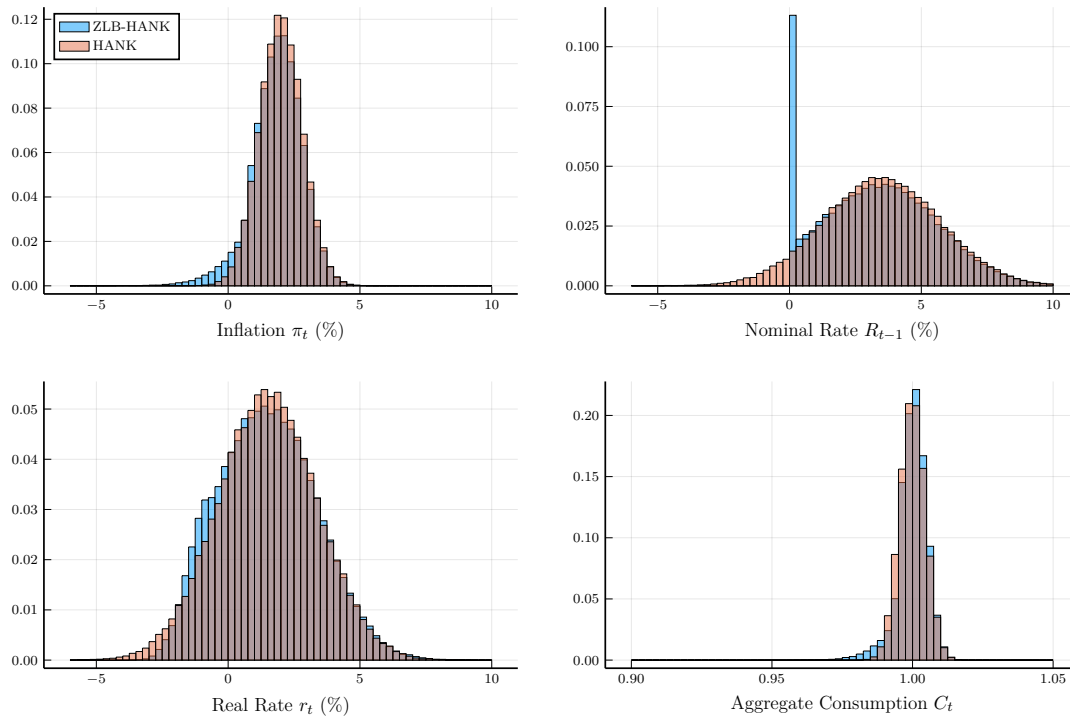 0.12
0.10
0.08
0.06
0.04
0.02
0.00
ZLB-HANK
HANK
−5 0 5 10
Inflation π_t (%)
0.100
0.075
0.050
0.025
0.000
−5 0 5 10
Nominal Rate R_{t−1} (%)
0.05
0.04
0.03
0.02
0.01
0.00
−5 0 5 10
Real Rate r_t (%)
0.20
0.15
0.10
0.05
0.00
0.90 0.95 1.00 1.05
Aggregate Consumption C_t